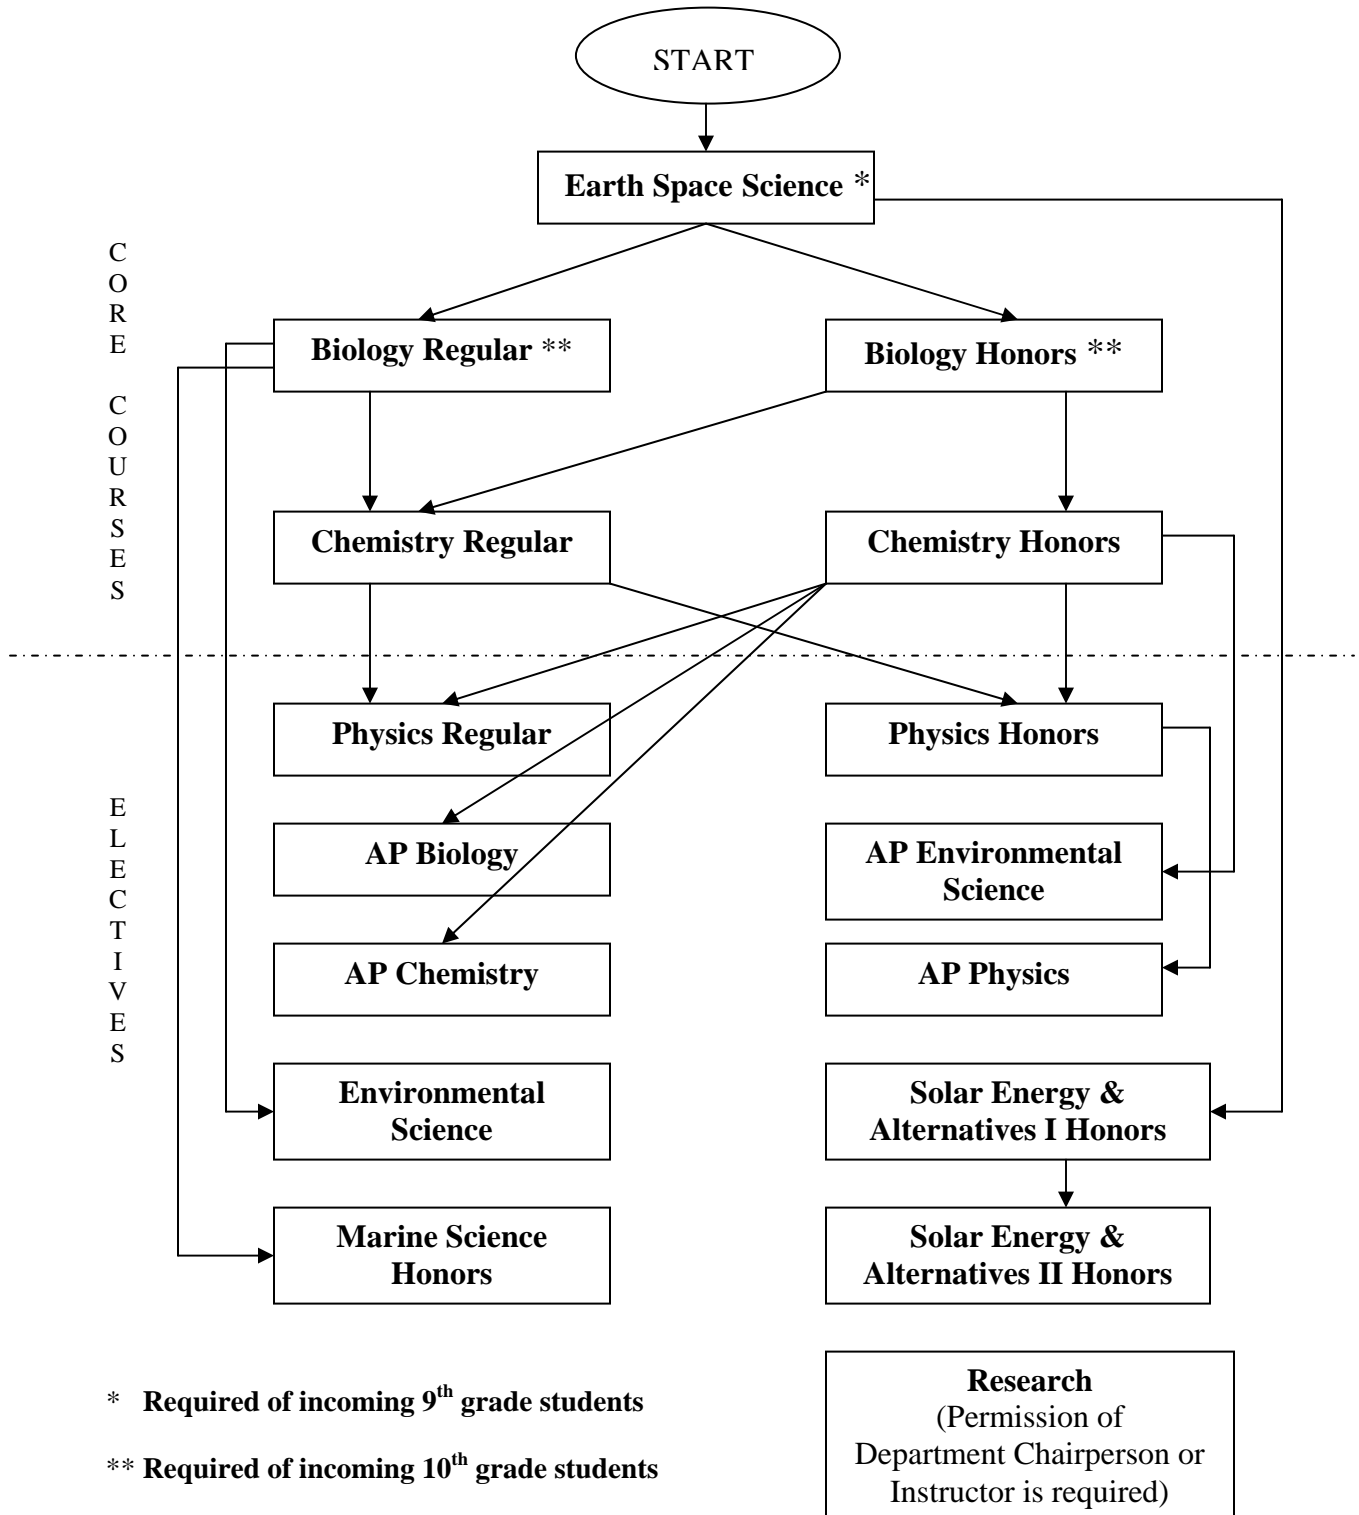 START
Earth Space Science *
CORE COURSES
Biology Regular **
Biology Honors **
Chemistry Regular
Chemistry Honors
ELECTIVES
Physics Regular
Physics Honors
AP Biology
AP Environmental
Science
AP Chemistry
AP Physics
Environmental
Science
Solar Energy &
Alternatives I Honors
Marine Science
Honors
Solar Energy &
Alternatives II Honors
* Required of incoming 9th grade students
** Required of incoming 10th grade students
Research
(Permission of
Department Chairperson or
Instructor is required)